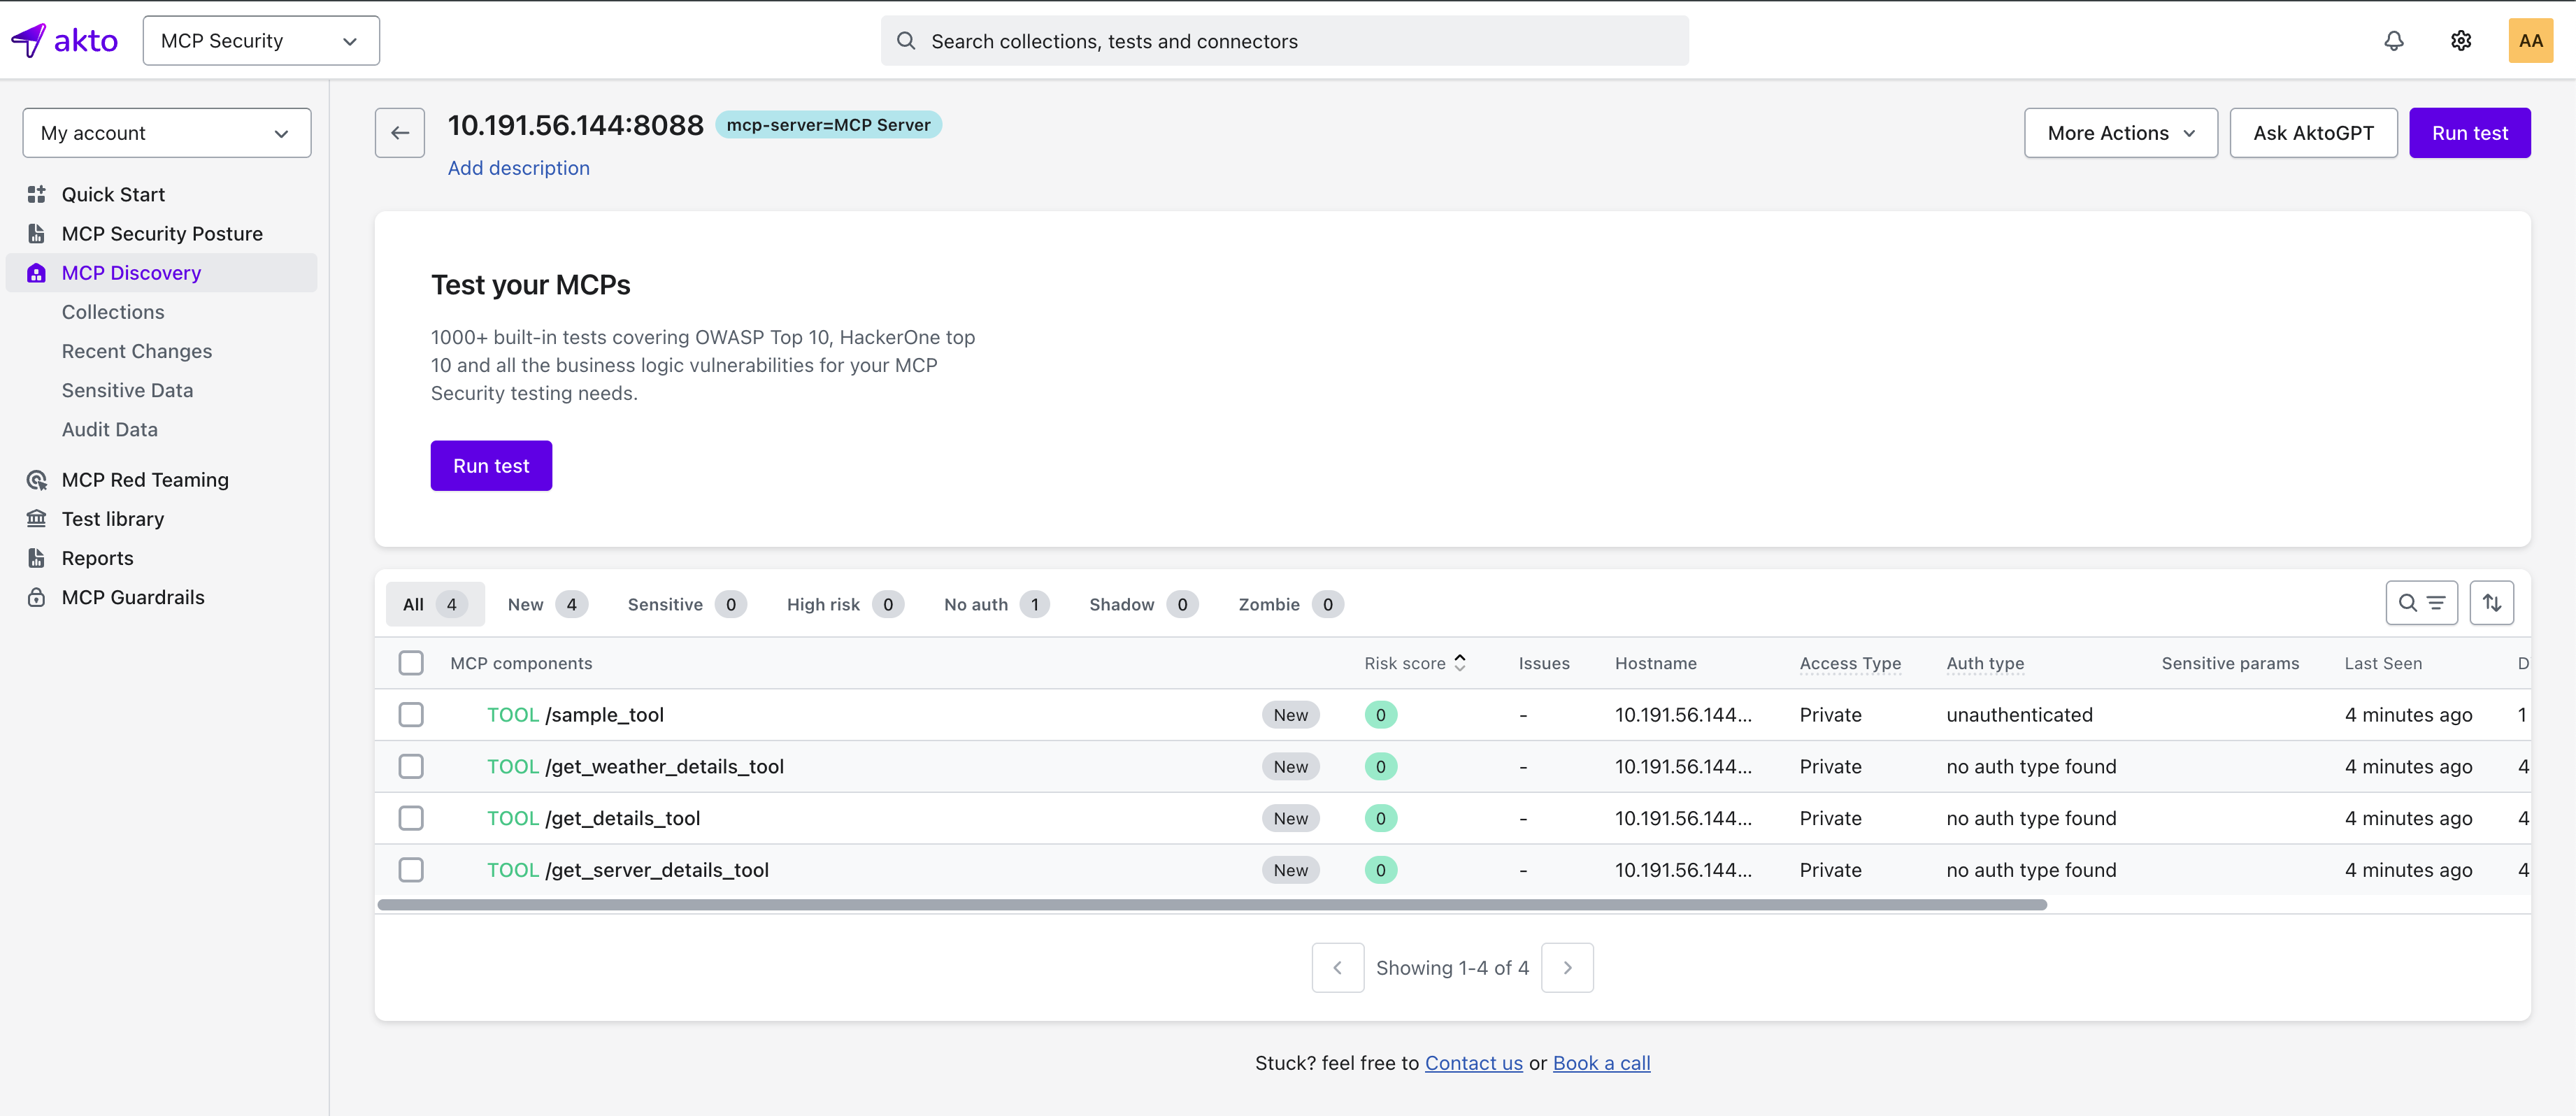 akto
MCP Security
Search collections, tests and connectors
AA
My account
Quick Start
MCP Security Posture
MCP Discovery
Collections
Recent Changes
Sensitive Data
Audit Data
MCP Red Teaming
Test library
Reports
MCP Guardrails
10.191.56.144:8088 mcp-server=MCP Server
Add description
More Actions
Ask AktoGPT
Run test
Test your MCPs
1000+ built-in tests covering OWASP Top 10, HackerOne top
10 and all the business logic vulnerabilities for your MCP
Security testing needs.
Run test
All 4 New 4 Sensitive 0 High risk 0 No auth 1 Shadow 0 Zombie 0
MCP components Risk score Issues Hostname Access Type Auth type Sensitive params Last Seen D
TOOL /sample_tool New 0 - 10.191.56.144... Private unauthenticated 4 minutes ago 1
TOOL /get_weather_details_tool New 0 - 10.191.56.144... Private no auth type found 4 minutes ago 4
TOOL /get_details_tool New 0 - 10.191.56.144... Private no auth type found 4 minutes ago 4
TOOL /get_server_details_tool New 0 - 10.191.56.144... Private no auth type found 4 minutes ago 4
Showing 1-4 of 4
Stuck? feel free to Contact us or Book a call